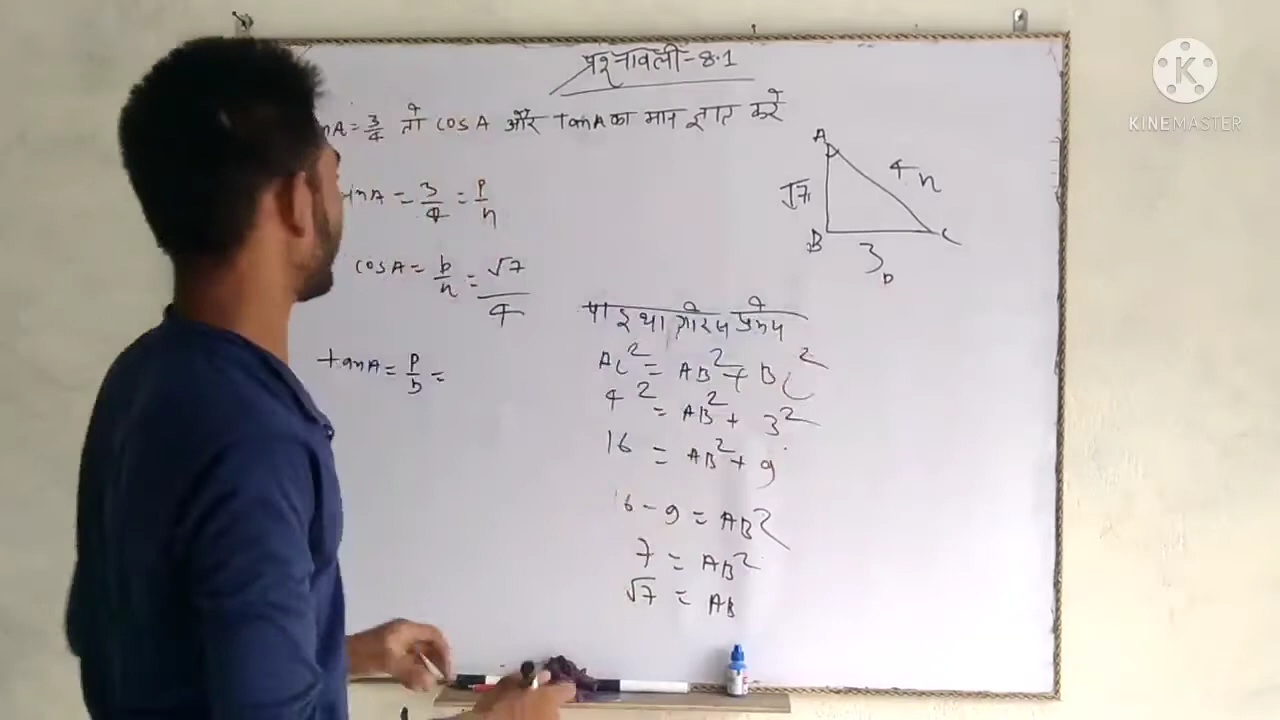 प्रश्नावली-8.1
nA = 3/4 तो cos A और TanA का मान ज्ञात करें
inA = 3/4 = P/h
cosA = b/h = √7/4
tanA = P/b =
A
√7
4 h
B
3
P
C
पाइथागोरस प्रमेय
AC² = AB² + BC²
4² = AB² + 3²
16 = AB² + 9
16 - 9 = AB²
7 = AB²
√7 = AB
K
KINEMASTER